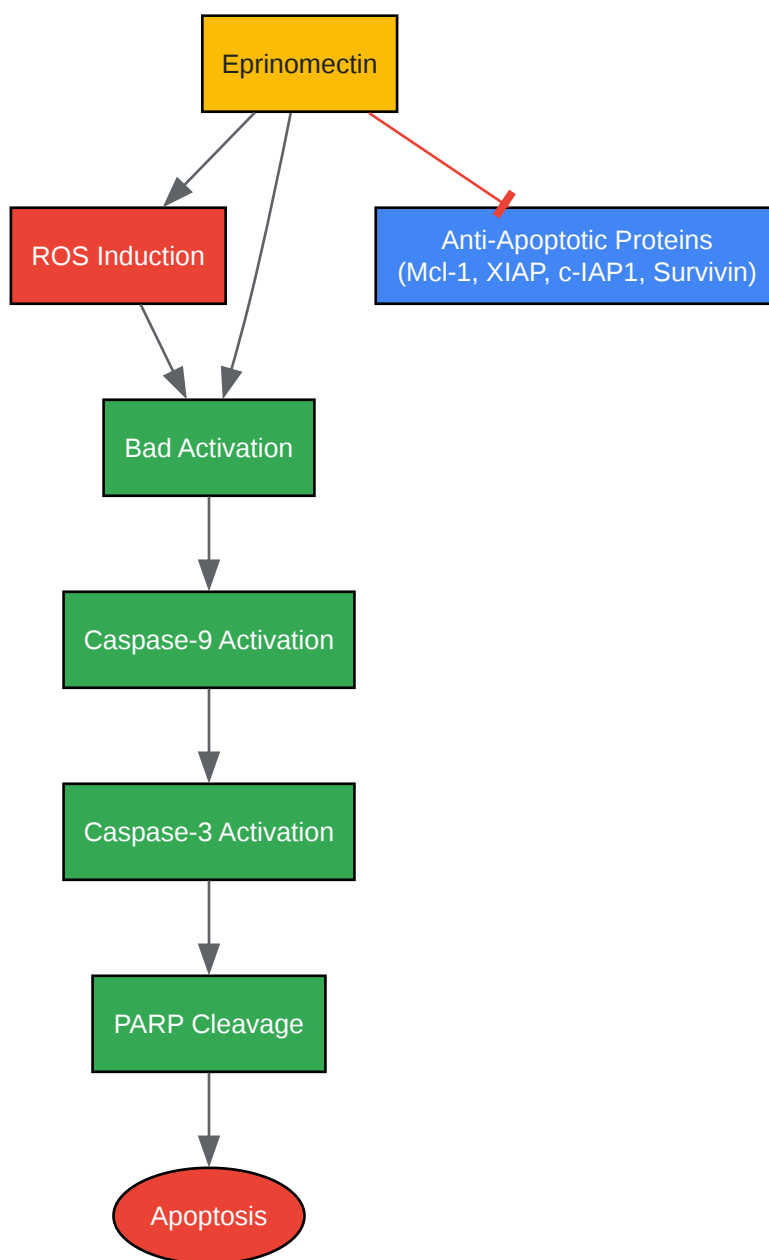 Eprinomectin
ROS Induction
Anti-Apoptotic Proteins
(Mcl-1, XIAP, c-IAP1, Survivin)
Bad Activation
Caspase-9 Activation
Caspase-3 Activation
PARP Cleavage
Apoptosis